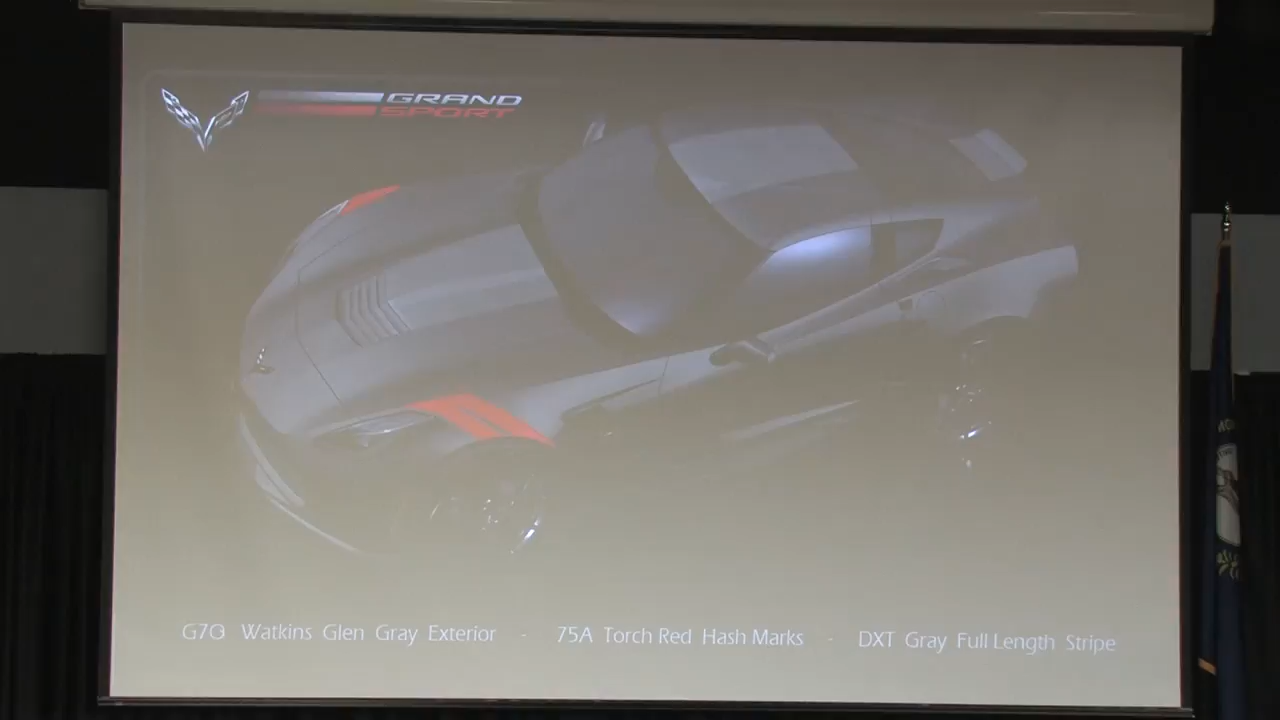 GRAND
SPORT
G7Q Watkins Glen Gray Exterior - 75A Torch Red Hash Marks - DXT Gray Full Length Stripe